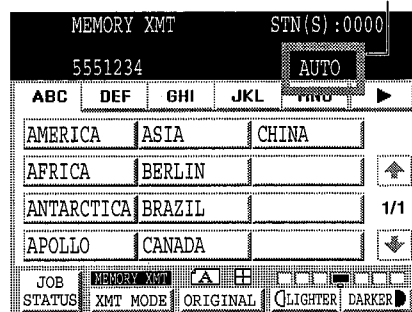 MEMORY XMT STN(S):0000
5551234 AUTO
ABC DEF GHI JKL MNO
AMERICA ASIA CHINA
AFRICA BERLIN
ANTARCTICA BRAZIL 1/1
APOLLO CANADA
JOB STATUS MEMORY XMT A
XMT MODE ORIGINAL LIGHTER DARKER